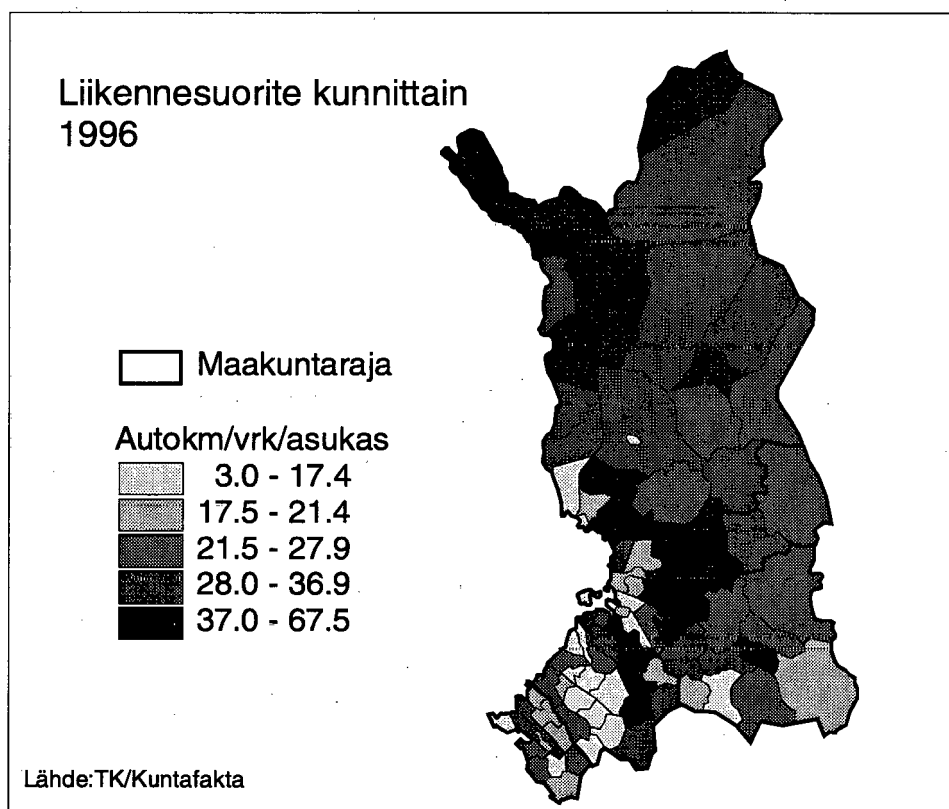 Liikennesuorite kunnittain
1996
Maakuntaraja
Autokm/vrk/asukas
3.0 - 17.4
17.5 - 21.4
21.5 - 27.9
28.0 - 36.9
37.0 - 67.5
Lähde:TK/Kuntafakta